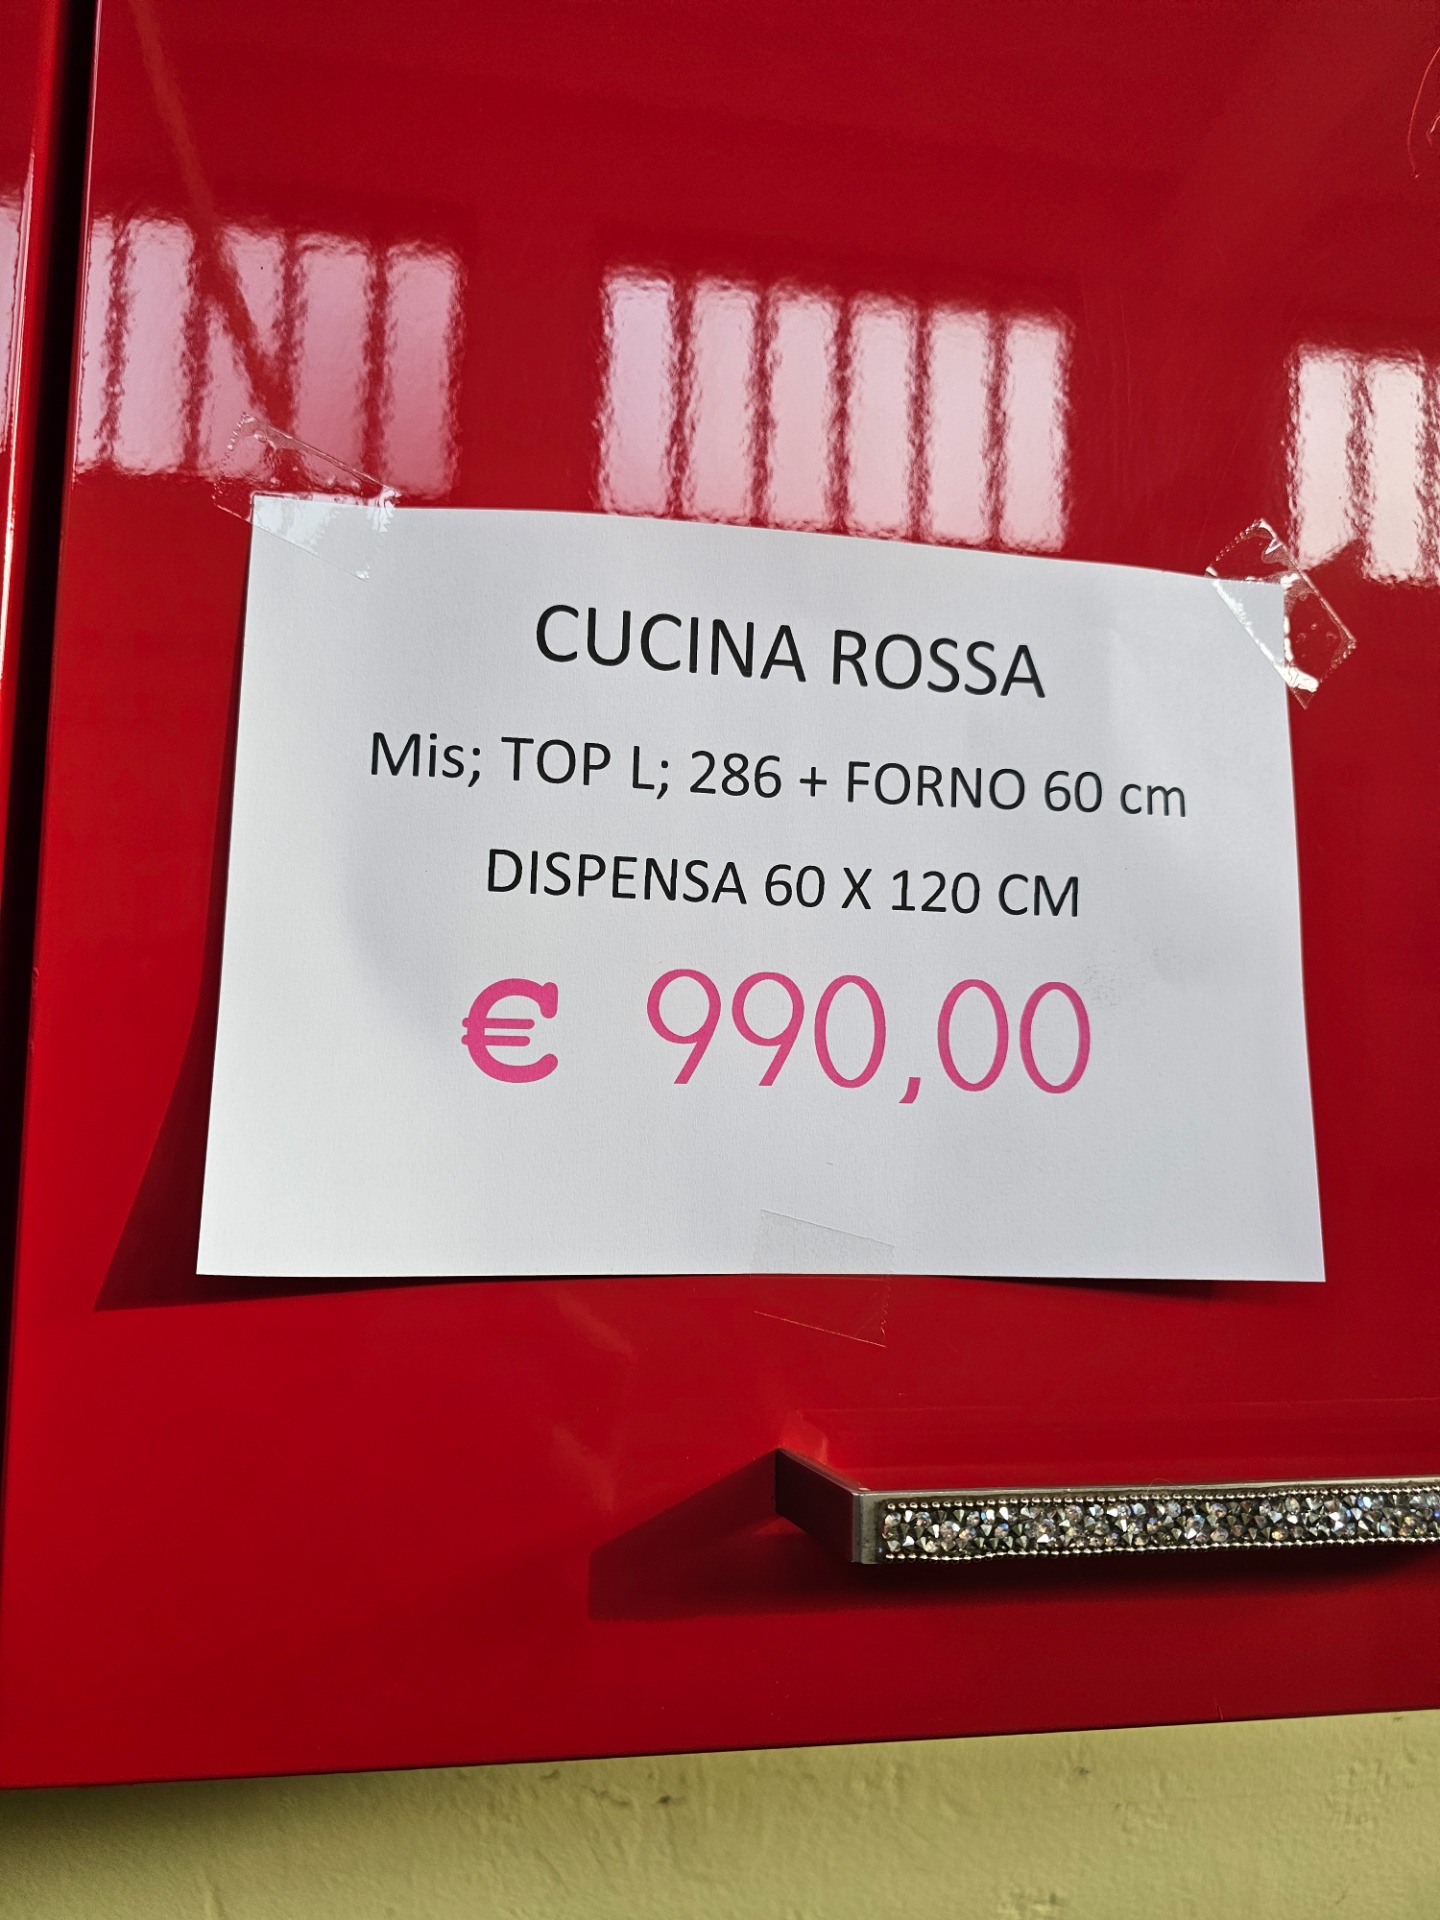 CUCINA ROSSA
Mis; TOP L; 286 + FORNO 60 cm
DISPENSA 60 X 120 CM
€ 990,00